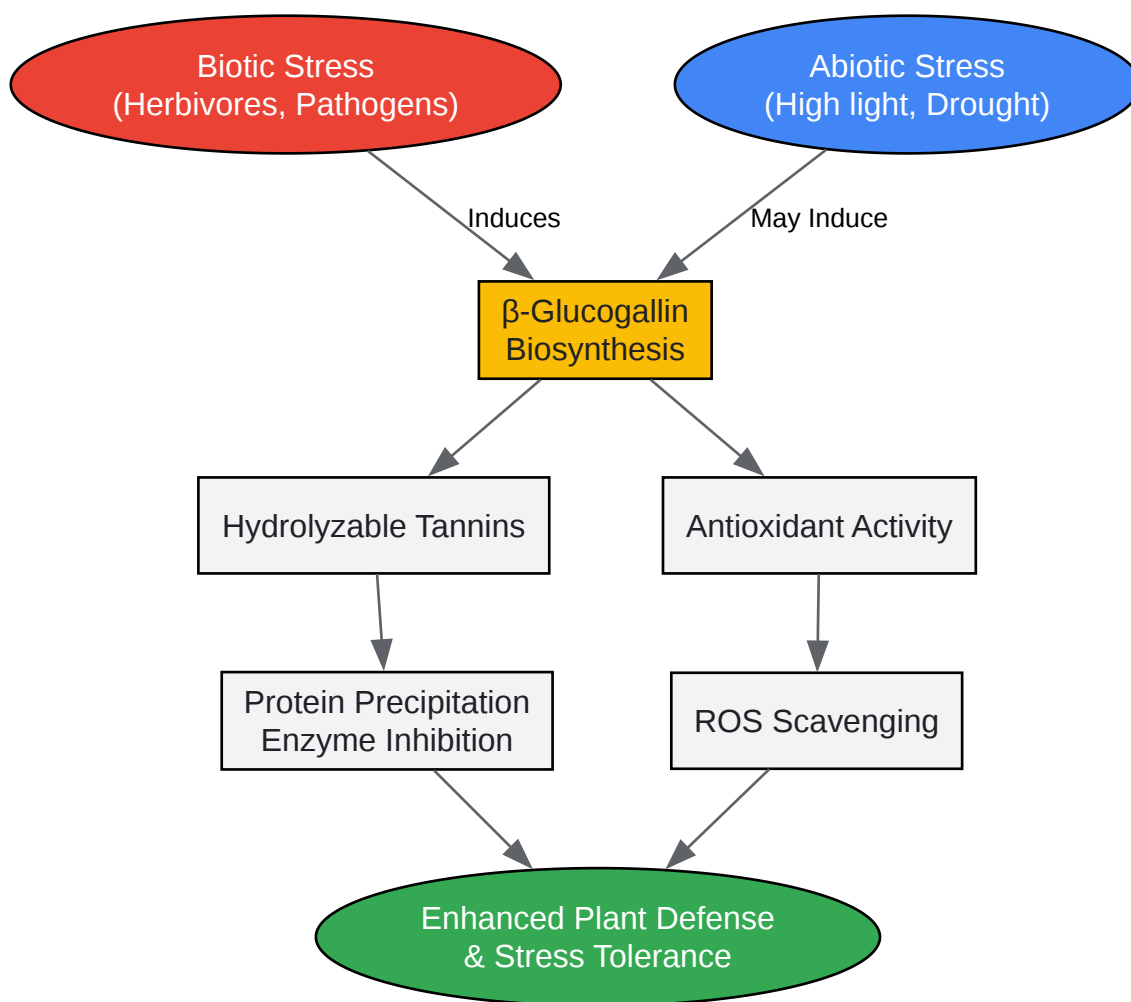 Biotic Stress
(Herbivores, Pathogens)
Abiotic Stress
(High light, Drought)
Induces
May Induce
β-Glucogallin
Biosynthesis
Hydrolyzable Tannins
Antioxidant Activity
Protein Precipitation
Enzyme Inhibition
ROS Scavenging
Enhanced Plant Defense
& Stress Tolerance